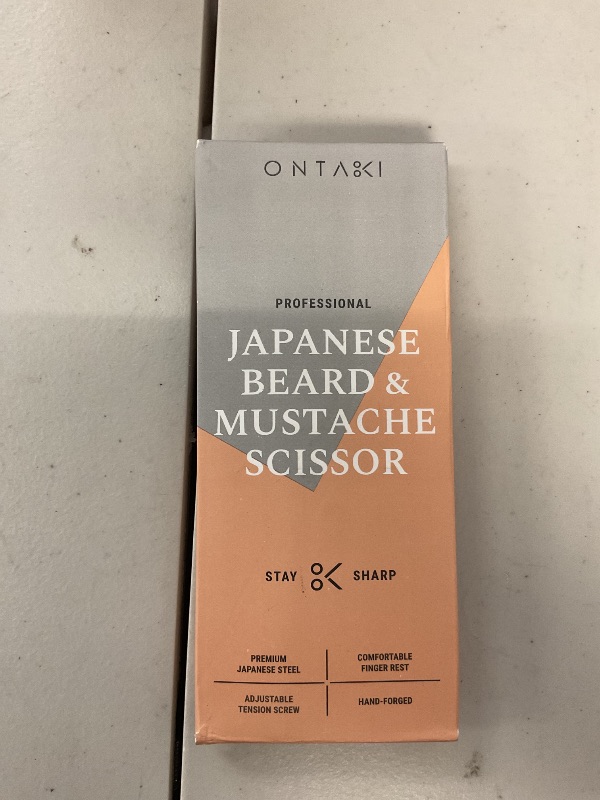 ONTAKI
PROFESSIONAL
JAPANESE
BEARD &
MUSTACHE
SCISSOR
STAY SHARP
PREMIUM
JAPANESE STEEL
COMFORTABLE
FINGER REST
ADJUSTABLE
TENSION SCREW
HAND-FORGED